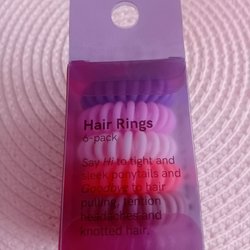 Hair Rings
6-pack
Say Hi to tight and
sleek ponytails and
Goodbye to hair
pulling, tention
headaches and
knotted hair.